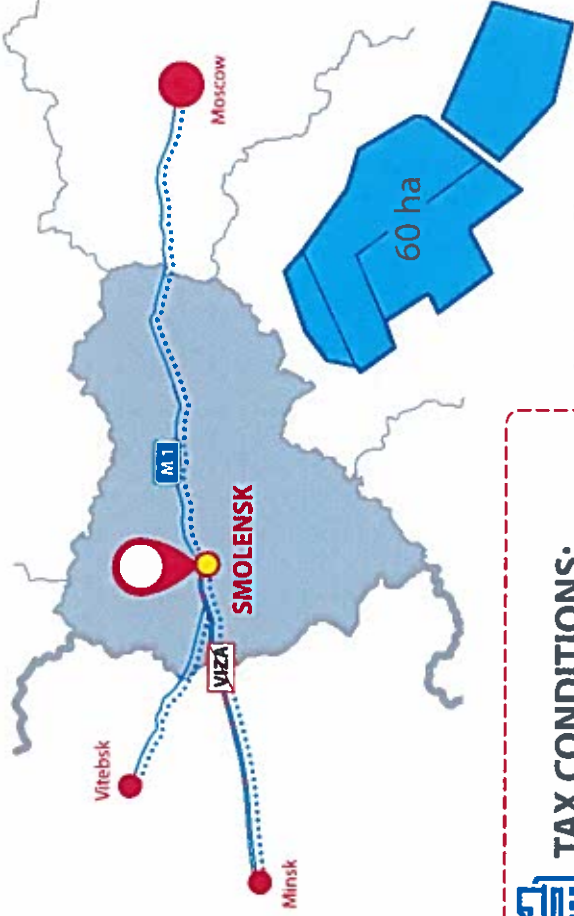 Moscow
60 ha
M1
SMOLENSK
VIZA
Vitebsk
Minsk
TAX CONDITIONS: